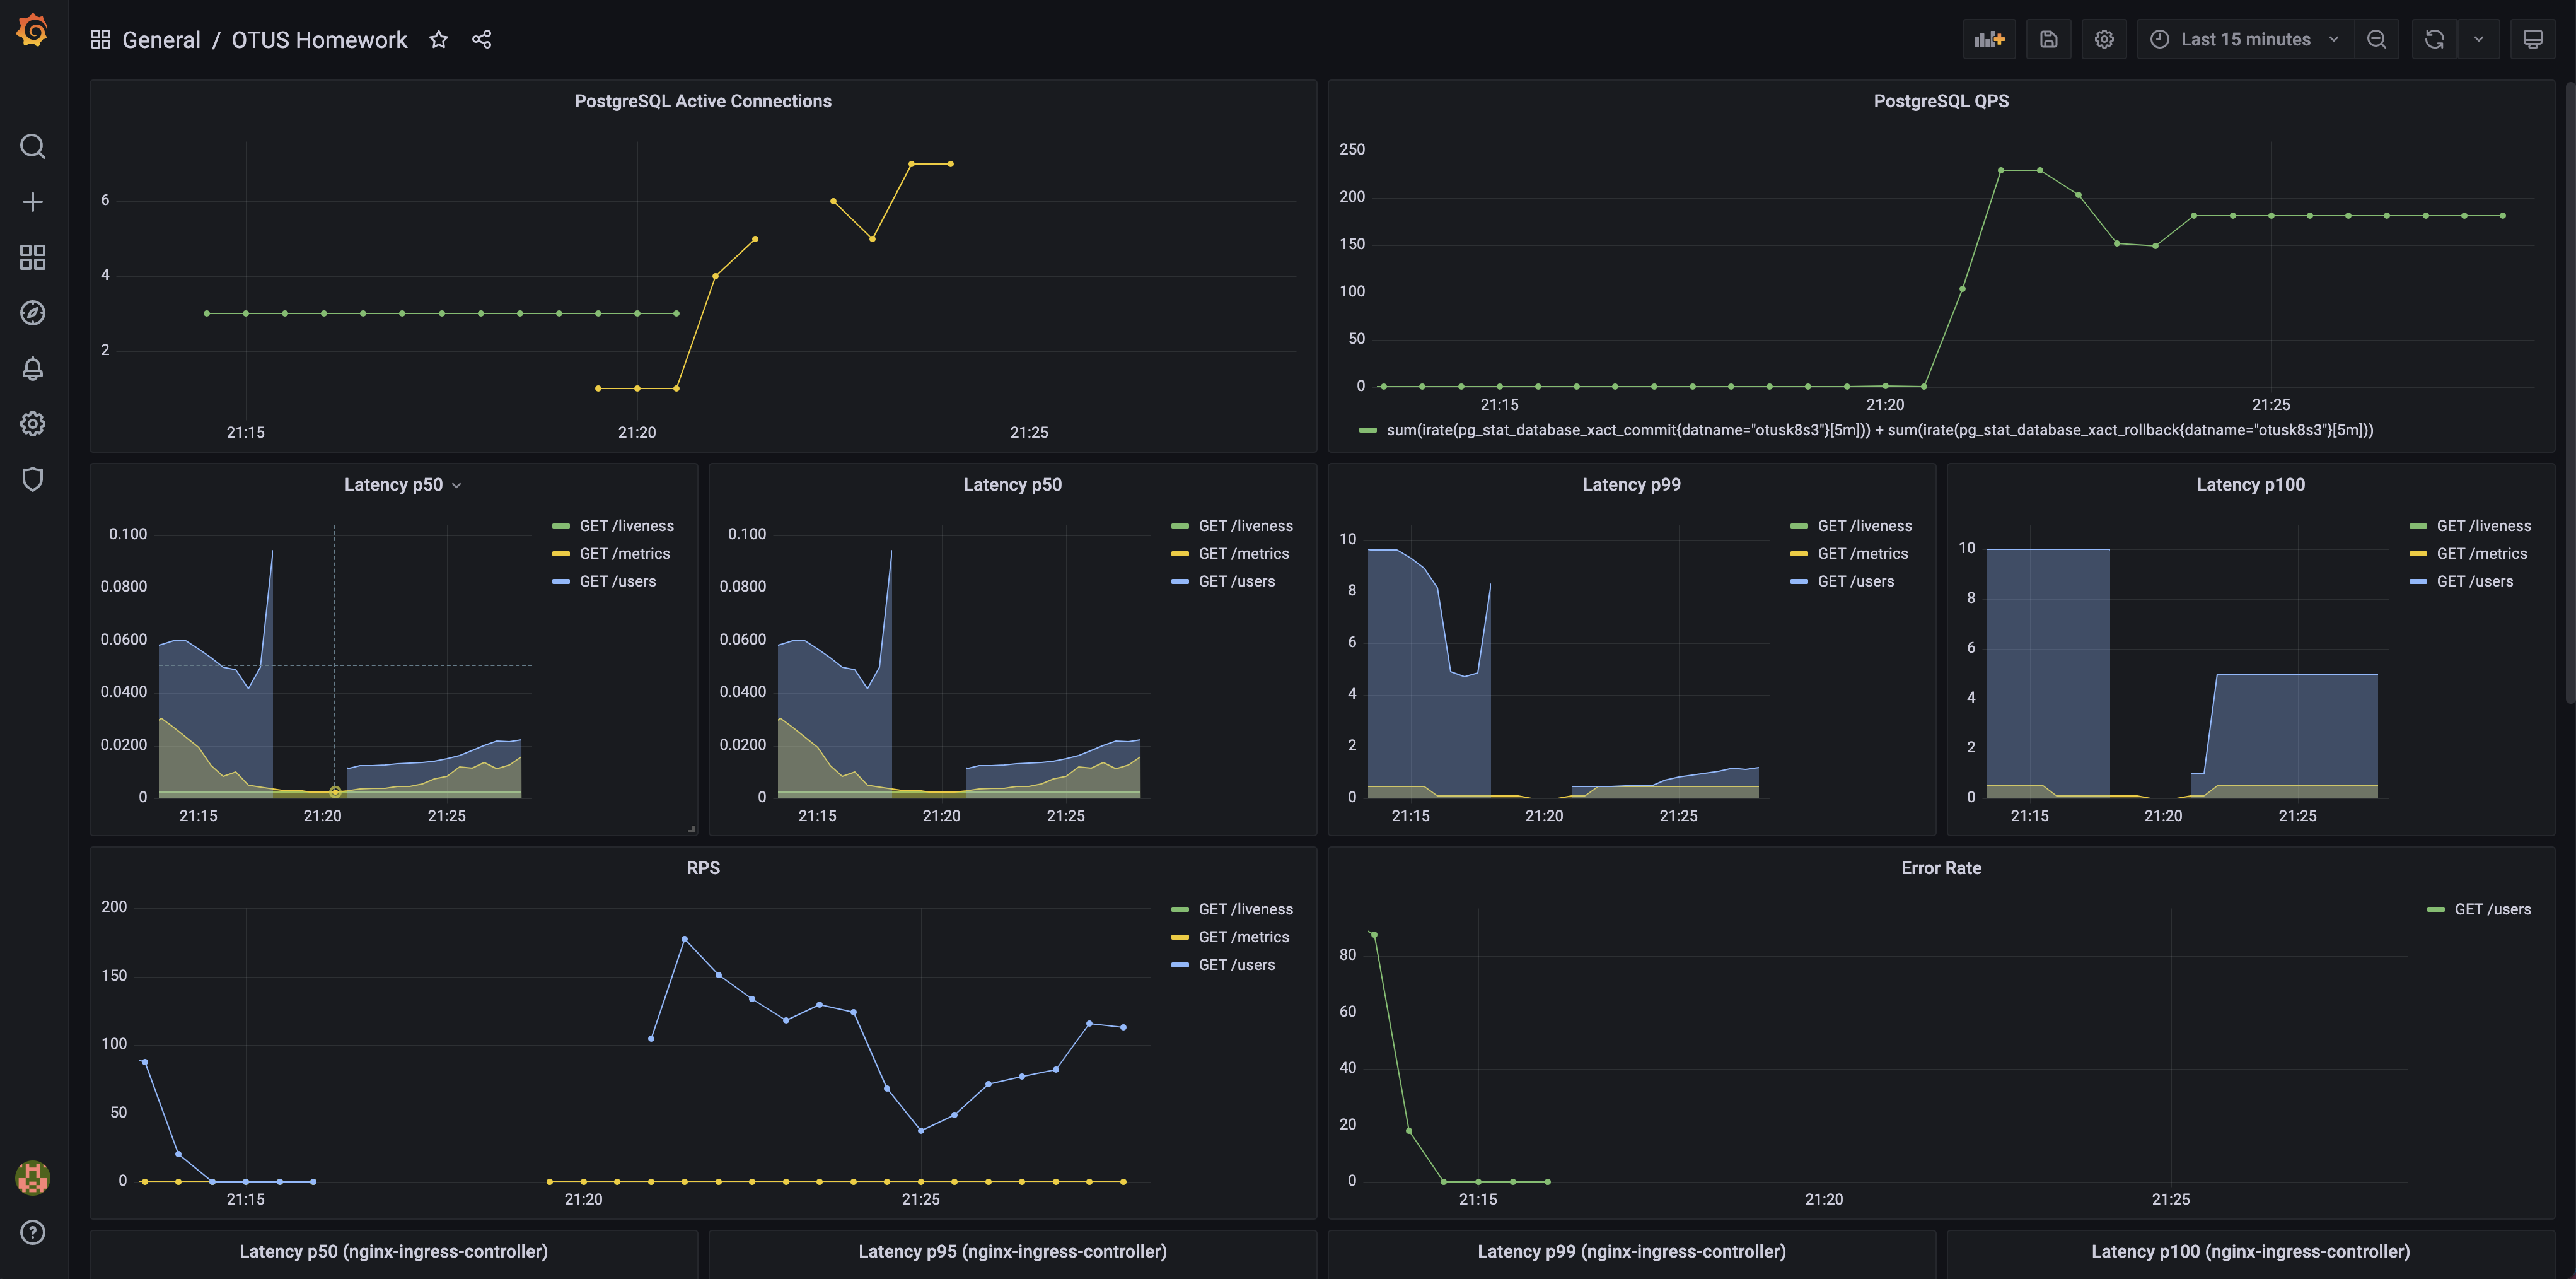 General / OTUS Homework
Last 15 minutes
PostgreSQL Active Connections
6
4
2
21:15 21:20 21:25
PostgreSQL QPS
250
200
150
100
50
0
21:15 21:20 21:25
sum(irate(pg_stat_database_xact_commit{datname="otusk8s3"}[5m])) + sum(irate(pg_stat_database_xact_rollback{datname="otusk8s3"}[5m]))
Latency p50
0.100
0.0800
0.0600
0.0400
0.0200
0
21:15 21:20 21:25
GET /liveness
GET /metrics
GET /users
Latency p50
0.100
0.0800
0.0600
0.0400
0.0200
0
21:15 21:20 21:25
GET /liveness
GET /metrics
GET /users
Latency p99
10
8
6
4
2
0
21:15 21:20 21:25
GET /liveness
GET /metrics
GET /users
Latency p100
10
8
6
4
2
0
21:15 21:20 21:25
GET /liveness
GET /metrics
GET /users
RPS
200
150
100
50
0
21:15 21:20 21:25
GET /liveness
GET /metrics
GET /users
Error Rate
80
60
40
20
0
21:15 21:20 21:25
GET /users
Latency p50 (nginx-ingress-controller)
Latency p95 (nginx-ingress-controller)
Latency p99 (nginx-ingress-controller)
Latency p100 (nginx-ingress-controller)